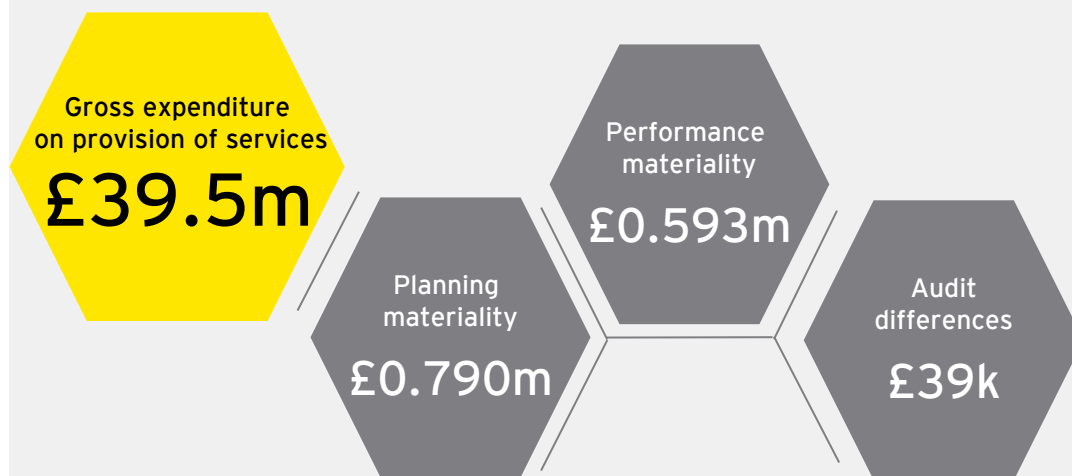 Gross expenditure
on provision of services
£39.5m
Planning
materiality
£0.790m
Performance
materiality
£0.593m
Audit
differences
£39k